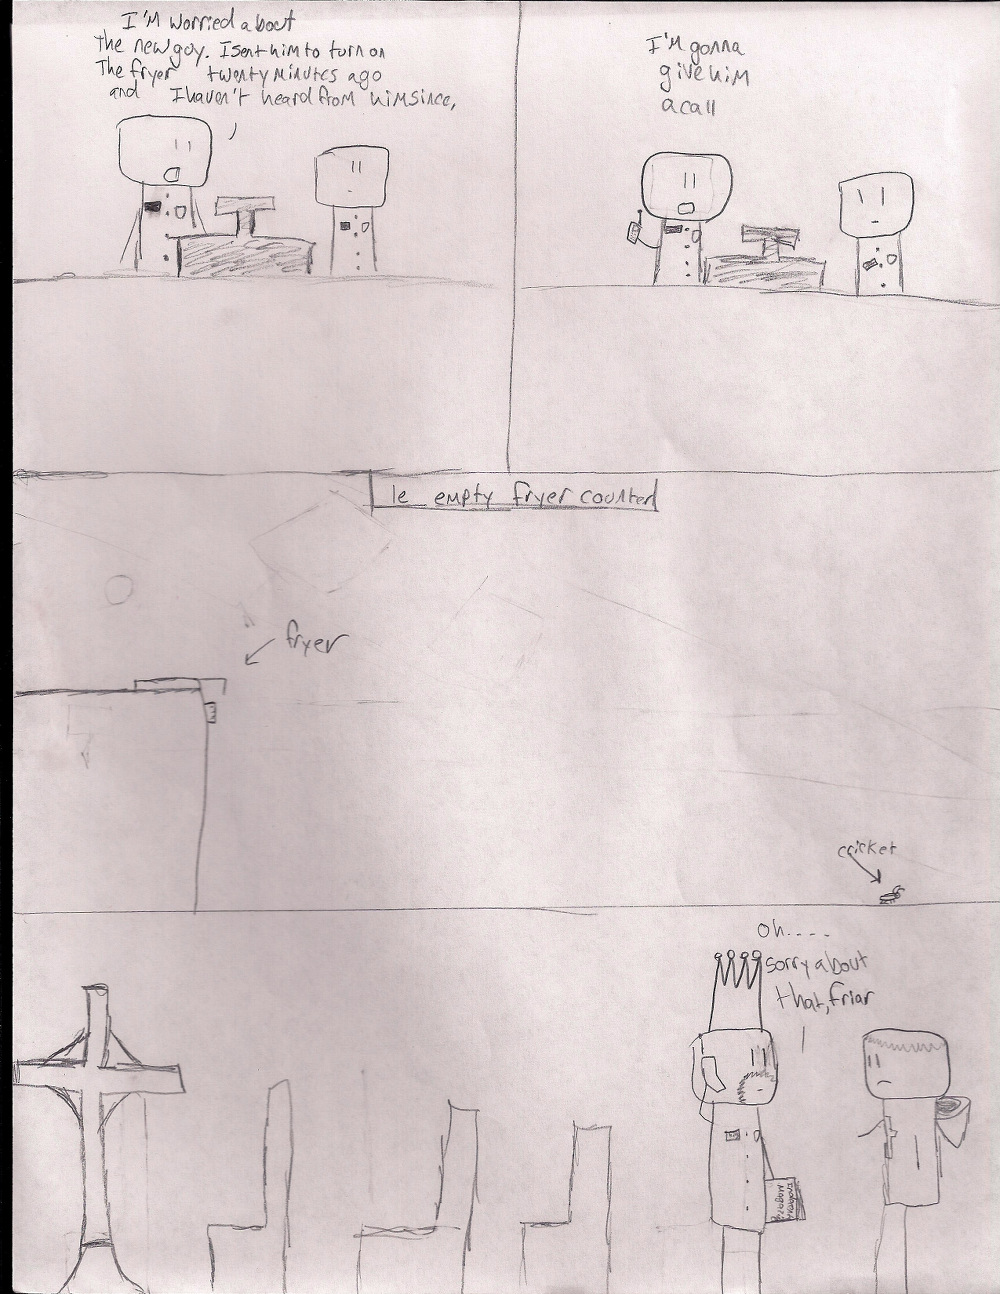 I'M worried about
the new guy. I sent him to turn on
The fryer twenty minutes ago
and I haven't heard from him since,
I'M gonna
give him
a call
le empty fryer counter
fryer
cricket
oh....
sorry about
that, friar